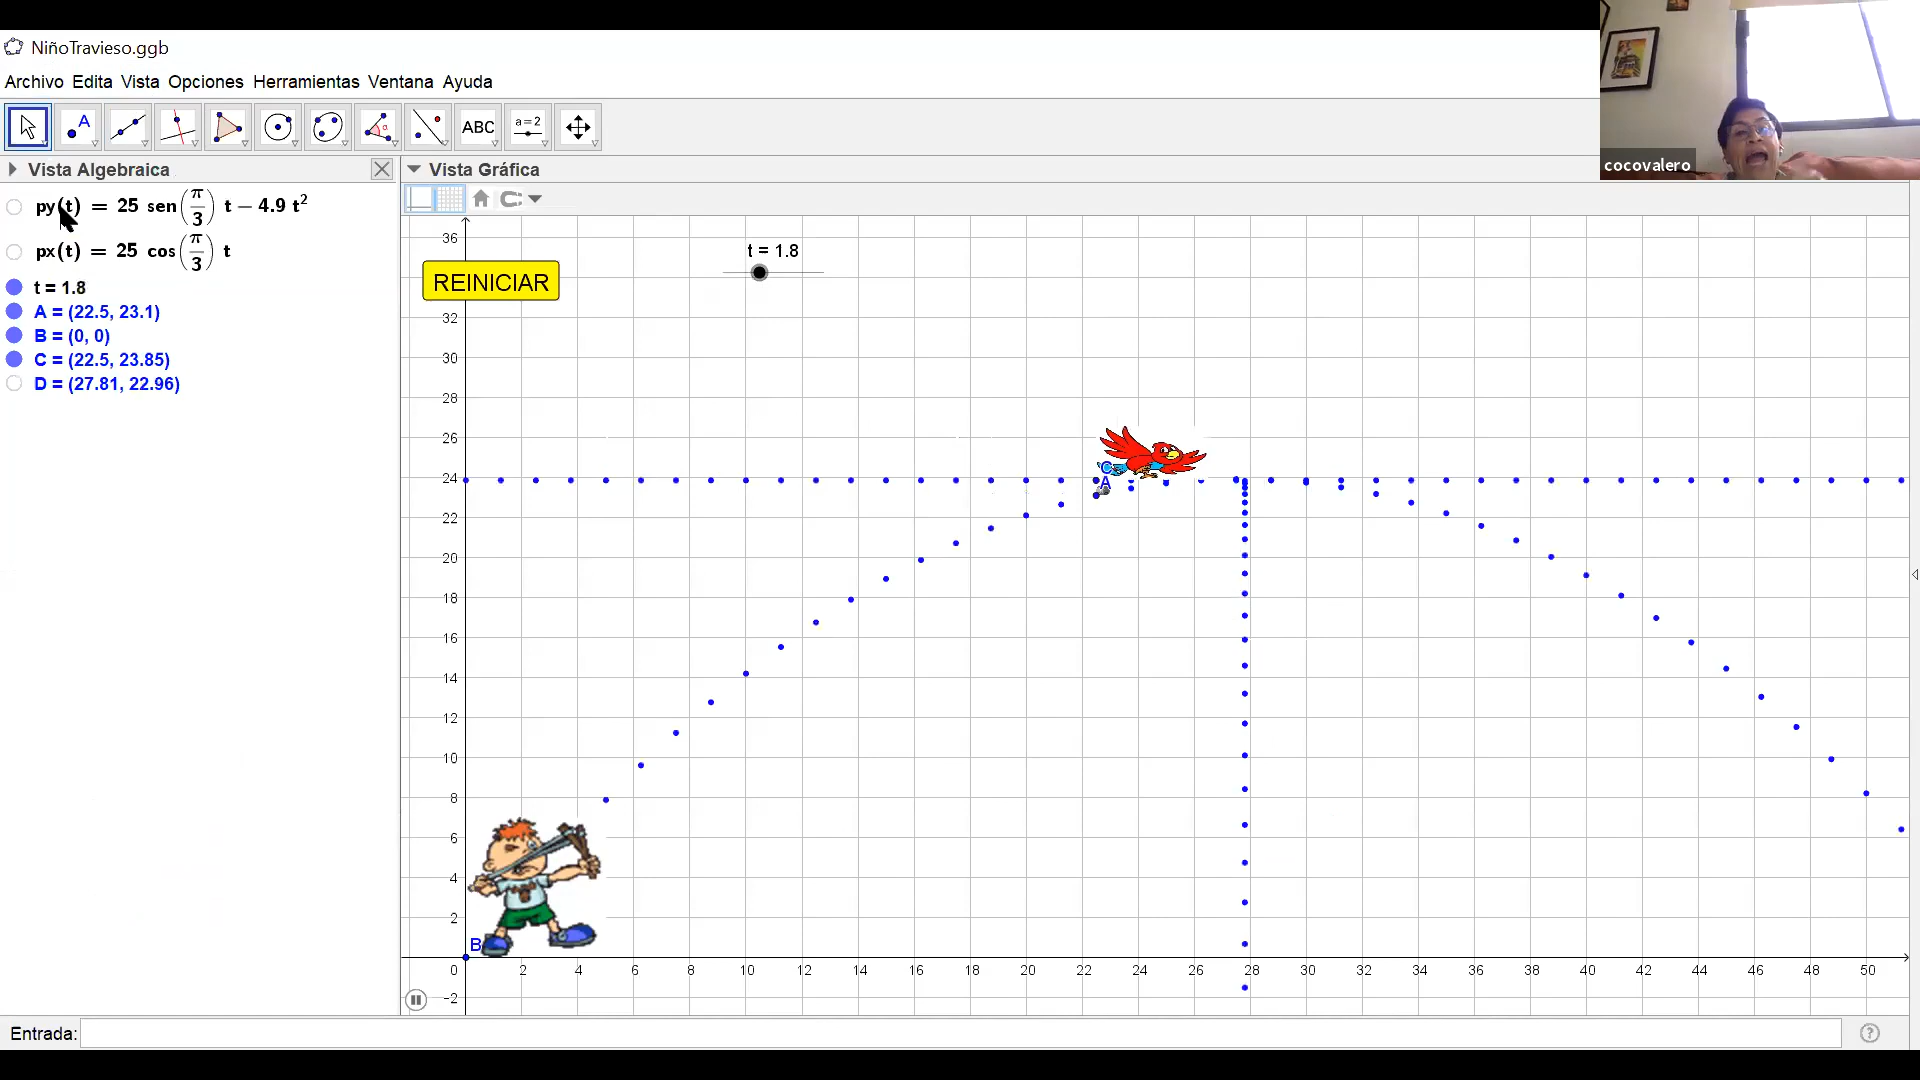 NiñoTravieso.ggb
Archivo Edita Vista Opciones Herramientas Ventana Ayuda
A
α
ABC
a=2
Vista Algebraica
Vista Gráfica
py(t) = 25 sen(π/3) t − 4.9 t²
px(t) = 25 cos(π/3) t
t = 1.8
A = (22.5, 23.1)
B = (0, 0)
C = (22.5, 23.85)
D = (27.81, 22.96)
REINICIAR
t = 1.8
36
32
30
28
26
24
22
20
18
16
14
12
10
8
6
4
2
0
−2
C
A
B
2 4 6 8 10 12 14 16 18 20 22 24 26 28 30 32 34 36 38 40 42 44 46 48 50
Entrada:
?
cocovalero